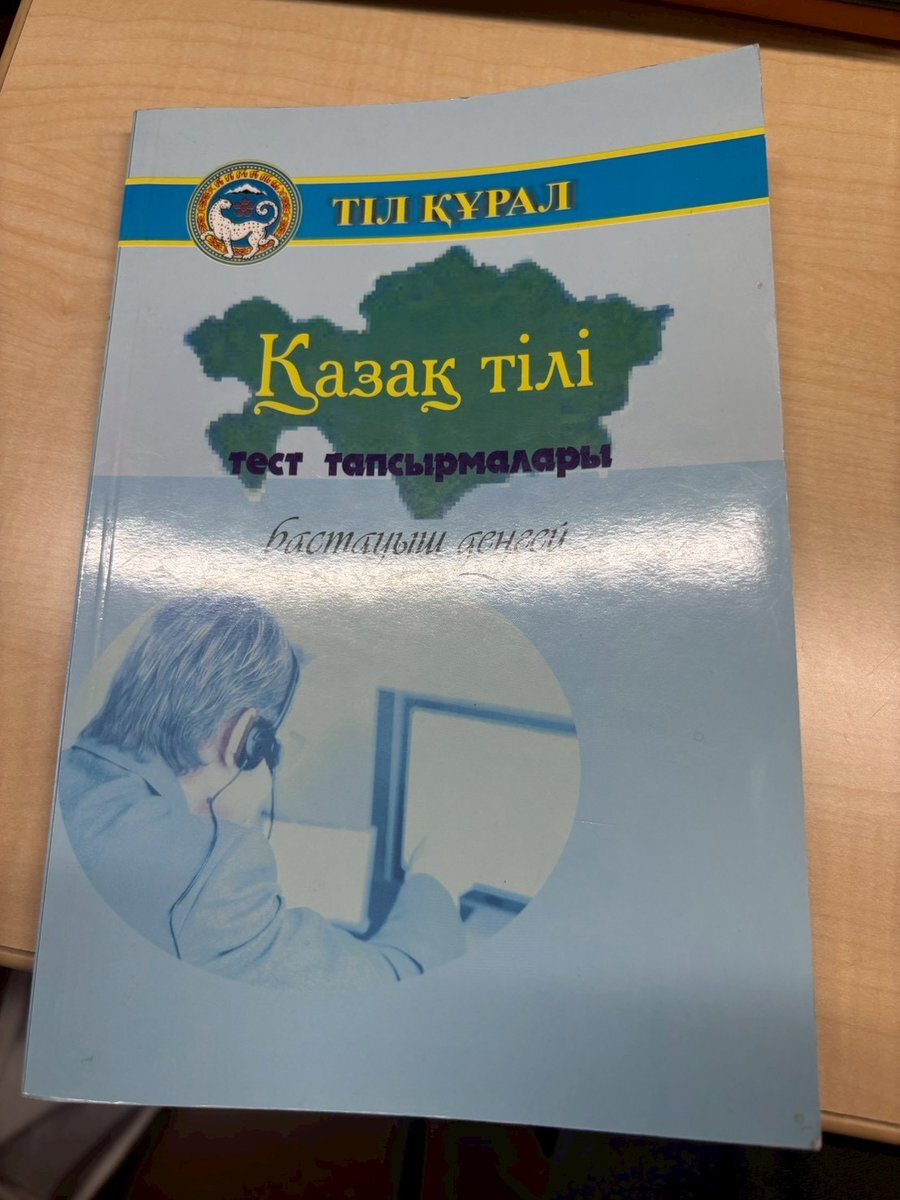 ТІЛ ҚҰРАЛ
Қазақ тілі
тест тапсырмалары
бастауыш деңгей